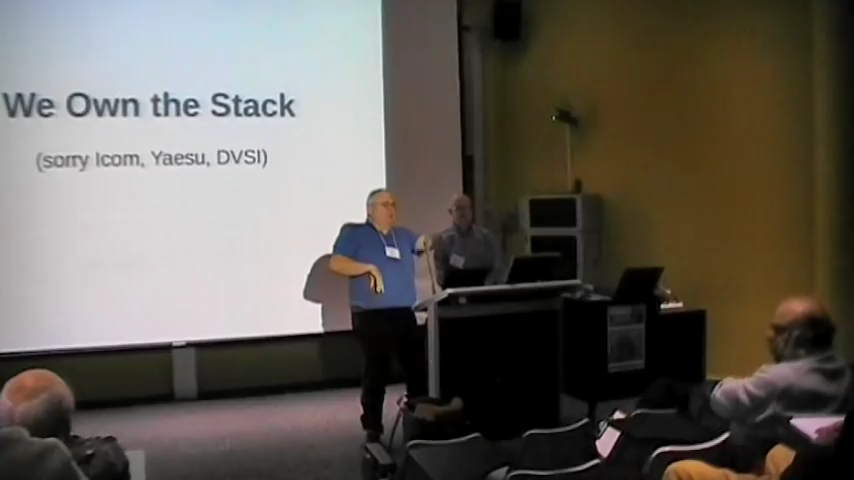 We Own the Stack
(sorry Icom, Yaesu, DVSI)